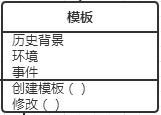 模板
历史背景
环境
事件
创建模板（ ）
修改（ ）